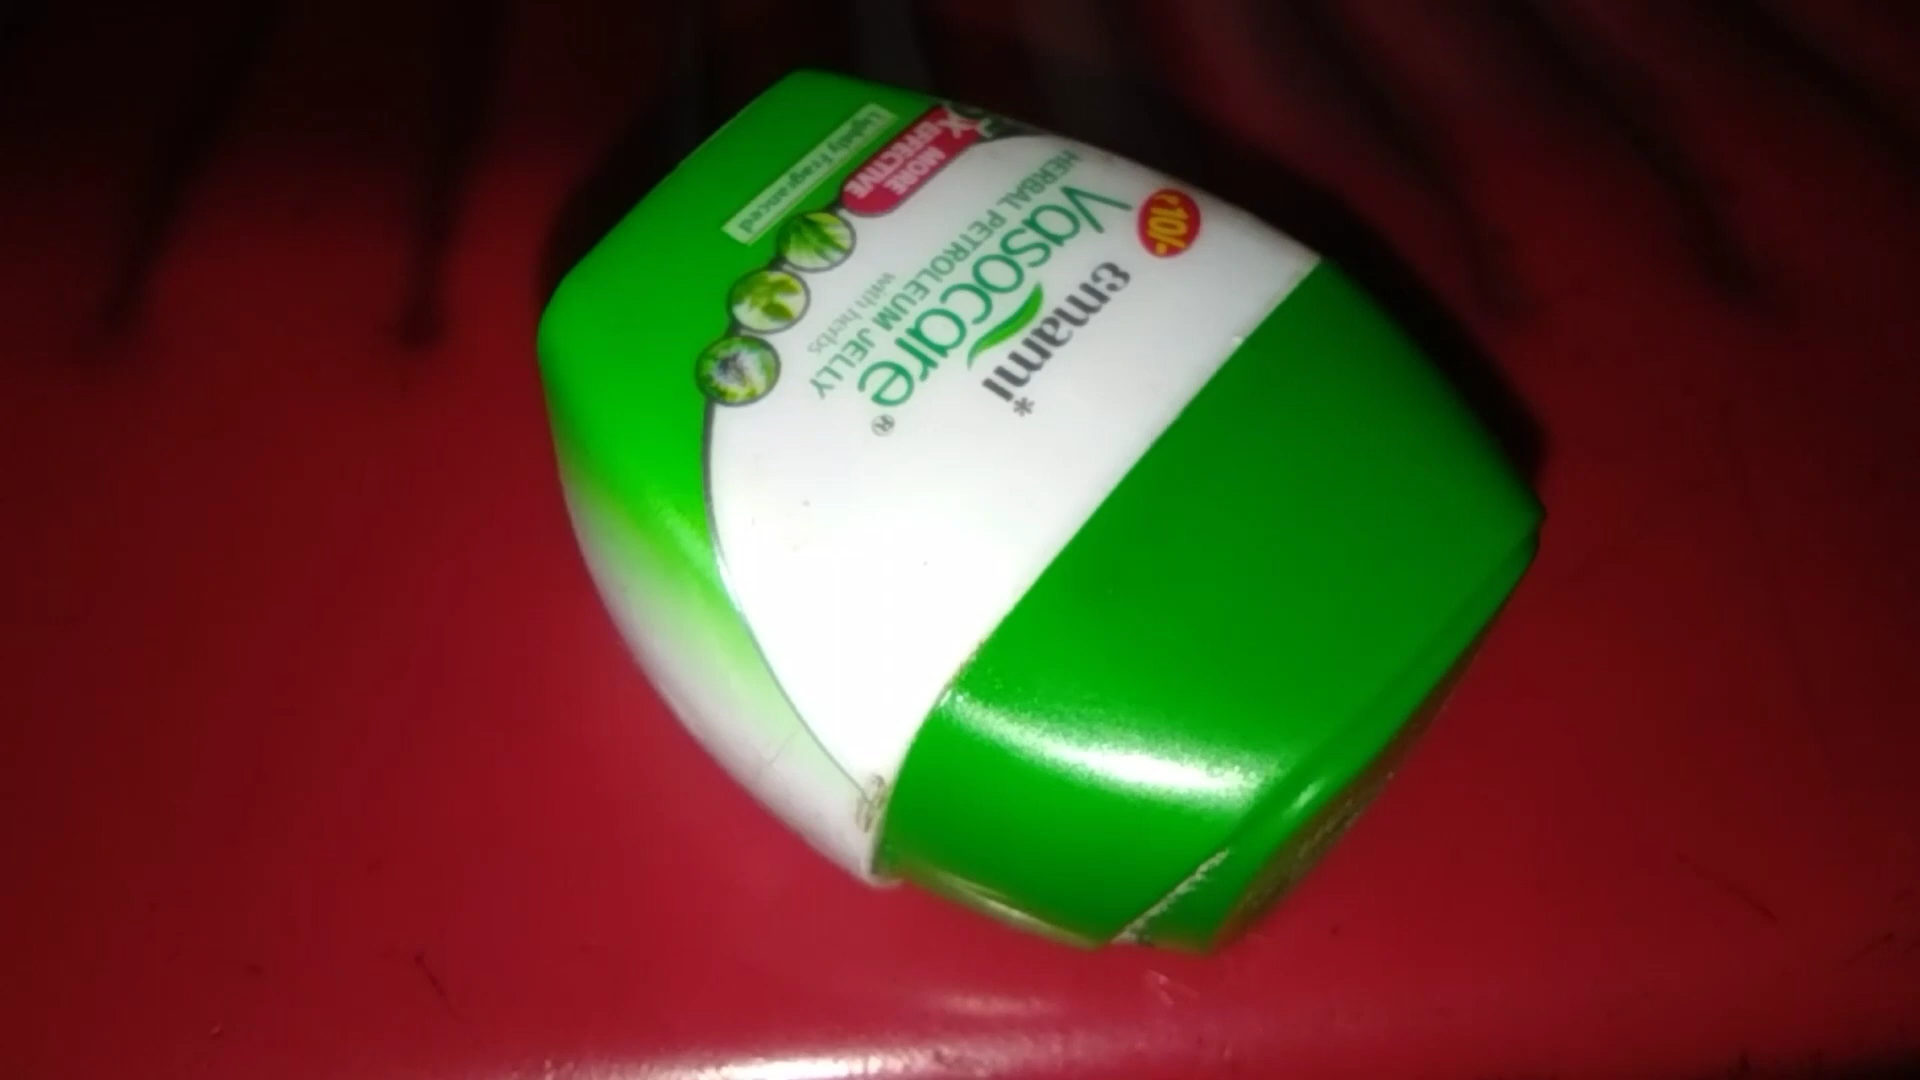 ₹10/-
emami*
Vasocare®
HERBAL PETROLEUM JELLY
with herbs
X MORE
EFFECTIVE
Lightly Fragranced